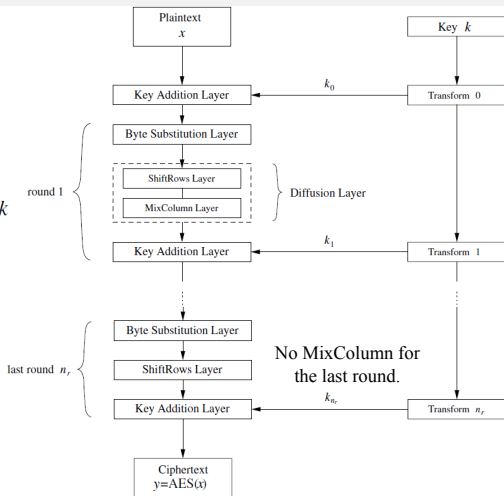 Plaintext
x
Key k
k0
Key Addition Layer
Transform 0
Byte Substitution Layer
ShiftRows Layer
round 1
Diffusion Layer
k
MixColumn Layer
k1
Key Addition Layer
Transform 1
Byte Substitution Layer
No MixColumn for
the last round.
last round nr
ShiftRows Layer
knr
Key Addition Layer
Transform nr
Ciphertext
y=AES(x)